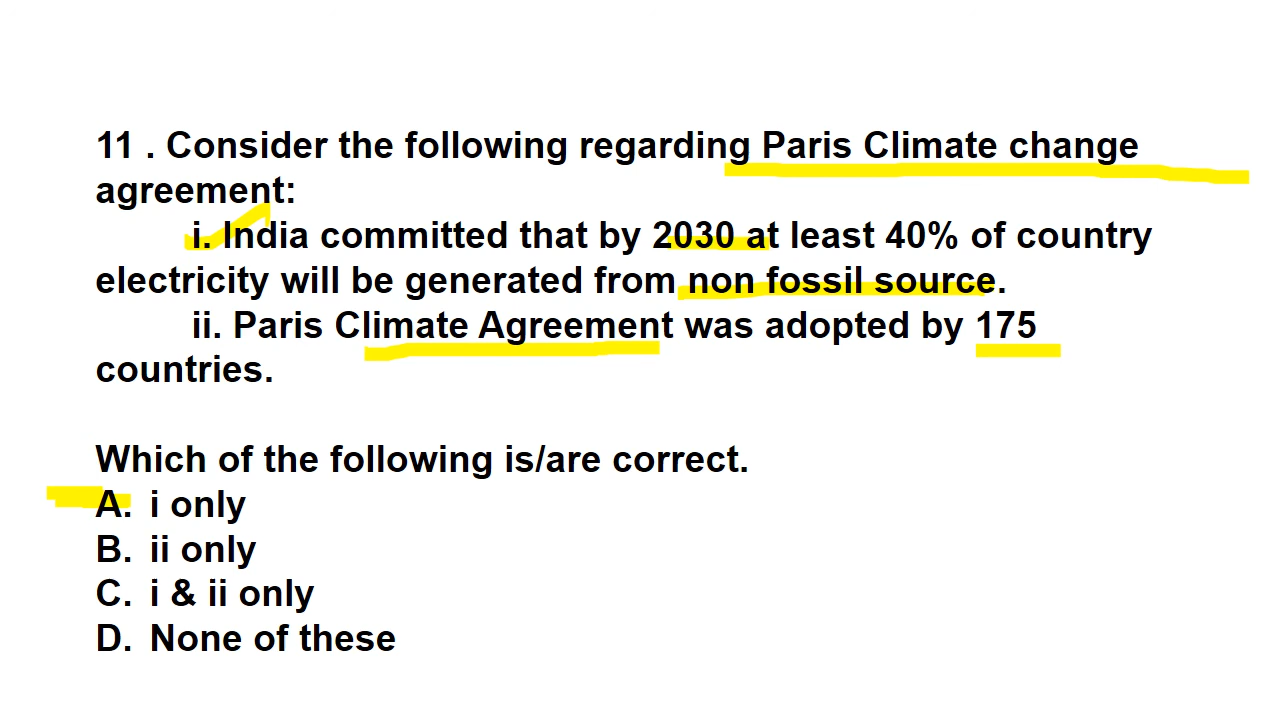 11 . Consider the following regarding Paris Climate change
agreement:
i. India committed that by 2030 at least 40% of country
electricity will be generated from non fossil source.
ii. Paris Climate Agreement was adopted by 175
countries.
Which of the following is/are correct.
A. i only
B. ii only
C. i & ii only
D. None of these